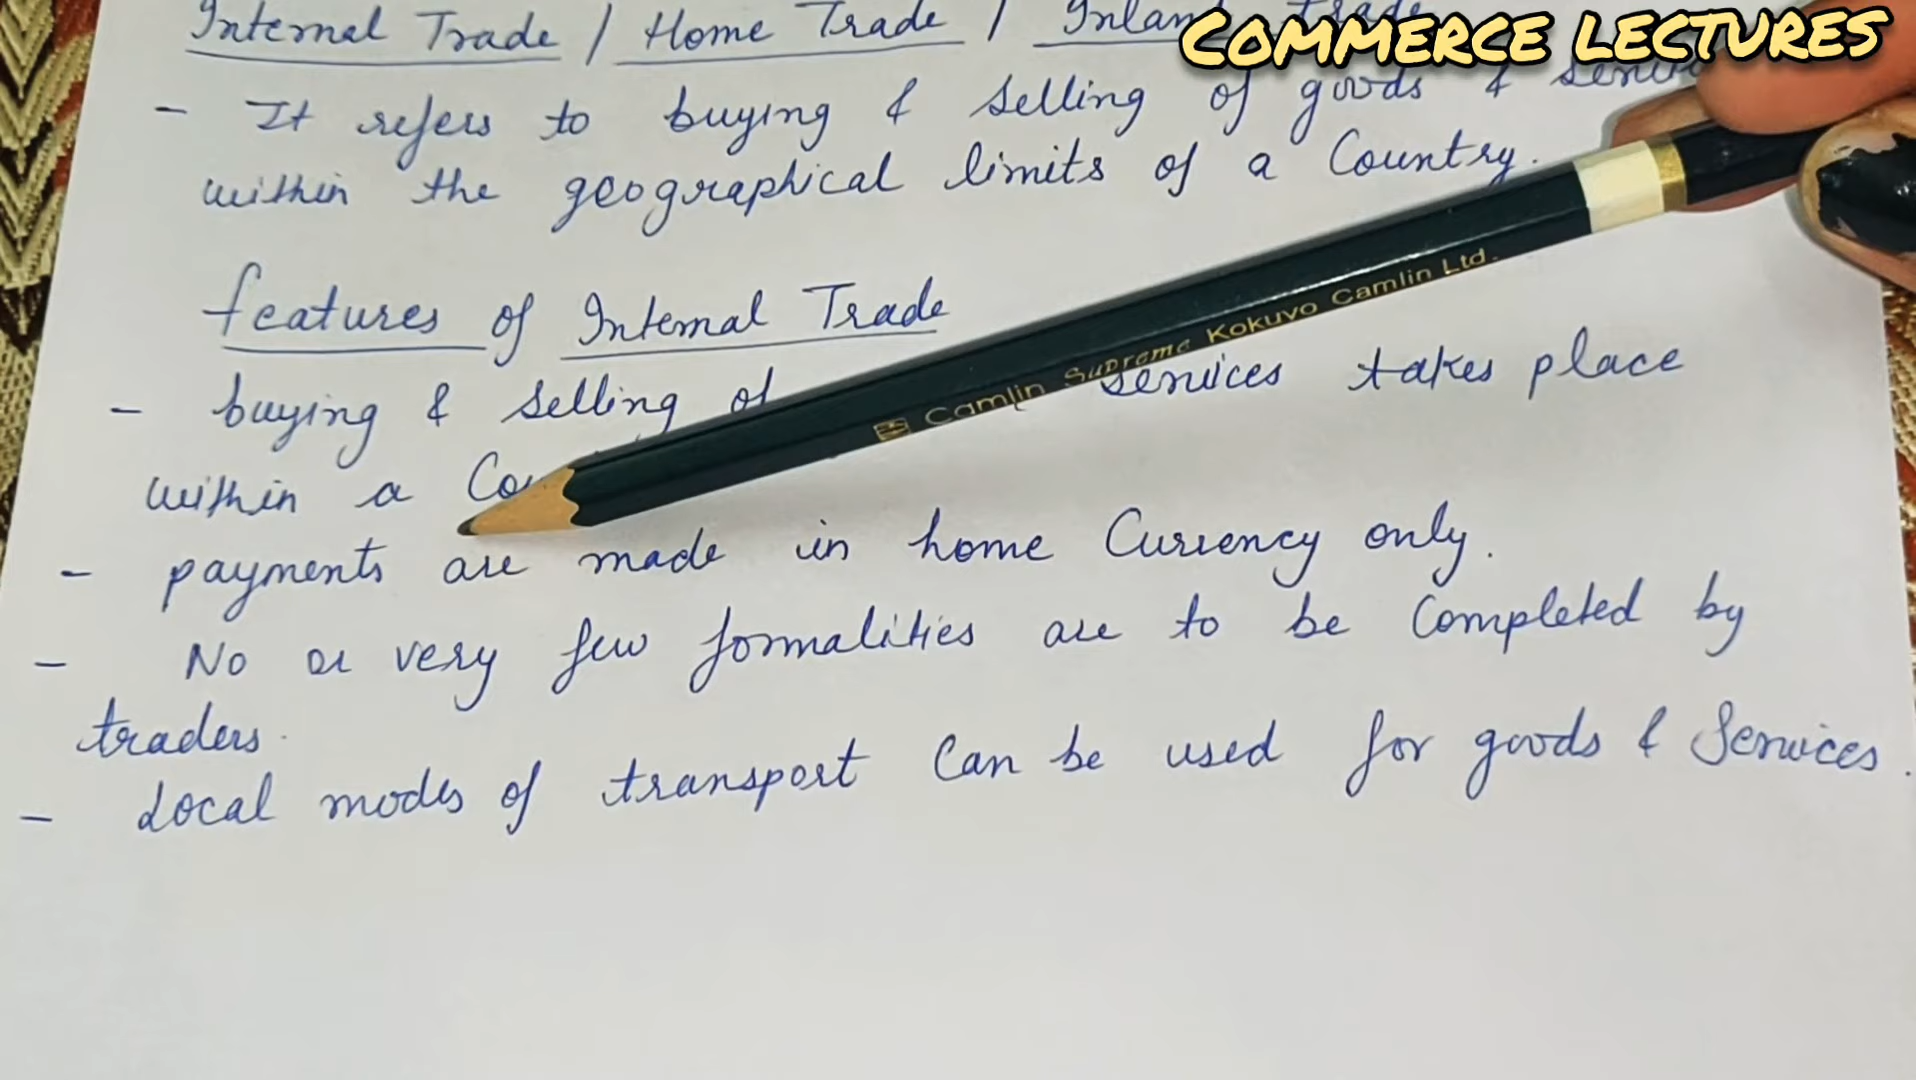 Internal Trade / Home Trade / Inland Trade
COMMERCE LECTURES
- It refers to buying & selling of goods &
within the geographical limits of a Country.
features of Internal Trade
- buying & selling of services takes place
within a
- payments are made in home Currency only.
- No or very few formalities are to be Completed by
traders.
- Local modes of transport Can be used for goods & Services.
Camlin Supreme Kokuyo Camlin Ltd.